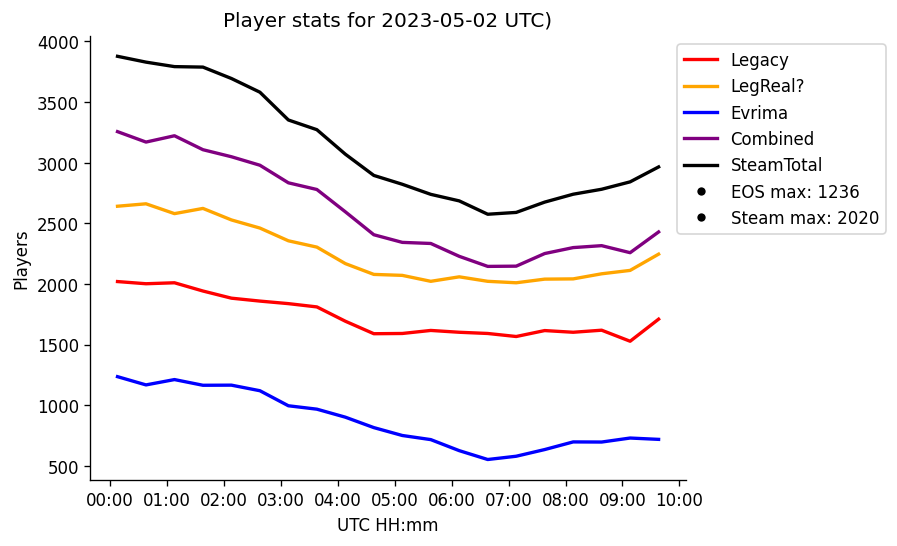 Player stats for 2023-05-02 UTC)
4000
3500
3000
2500
2000
1500
1000
500
Players
00:00 01:00 02:00 03:00 04:00 05:00 06:00 07:00 08:00 09:00 10:00
UTC HH:mm
Legacy
LegReal?
Evrima
Combined
SteamTotal
EOS max: 1236
Steam max: 2020